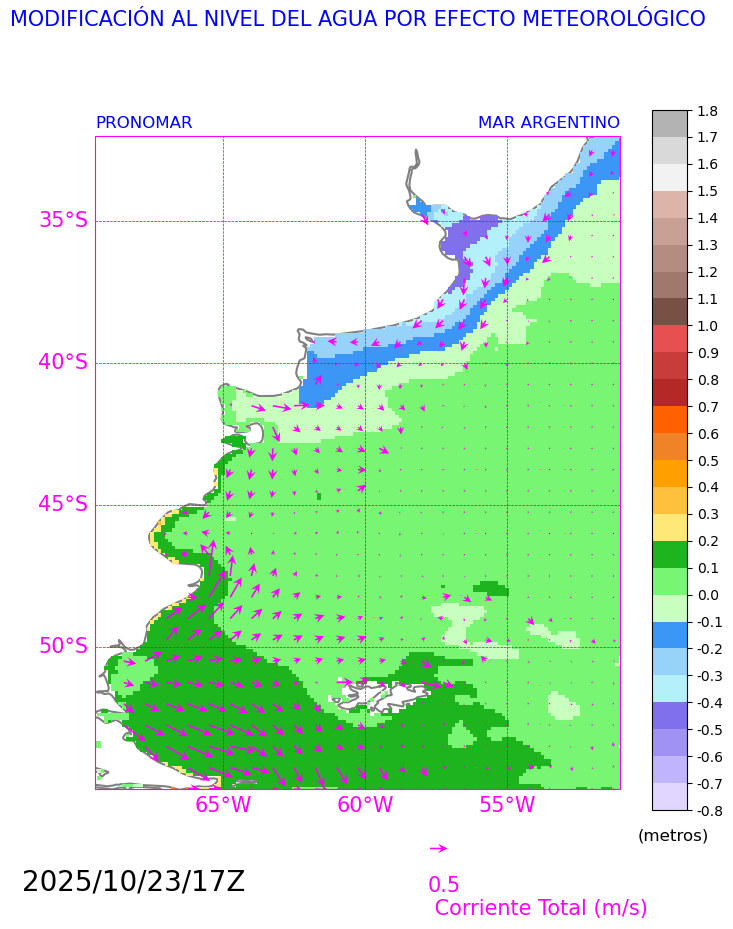 MODIFICACIÓN AL NIVEL DEL AGUA POR EFECTO METEOROLÓGICO
PRONOMAR
MAR ARGENTINO
35°S
40°S
45°S
50°S
65°W
60°W
55°W
1.8
1.7
1.6
1.5
1.4
1.3
1.2
1.1
1.0
0.9
0.8
0.7
0.6
0.5
0.4
0.3
0.2
0.1
0.0
-0.1
-0.2
-0.3
-0.4
-0.5
-0.6
-0.7
-0.8
(metros)
2025/10/23/17Z
0.5
Corriente Total (m/s)